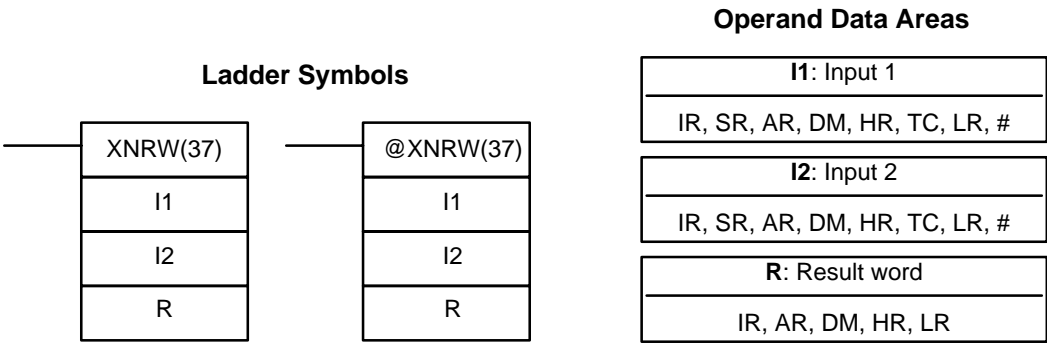 Operand Data Areas
Ladder Symbols
XNRW(37)
I1
I2
R
@XNRW(37)
I1
I2
R
I1: Input 1
IR, SR, AR, DM, HR, TC, LR, #
I2: Input 2
IR, SR, AR, DM, HR, TC, LR, #
R: Result word
IR, AR, DM, HR, LR